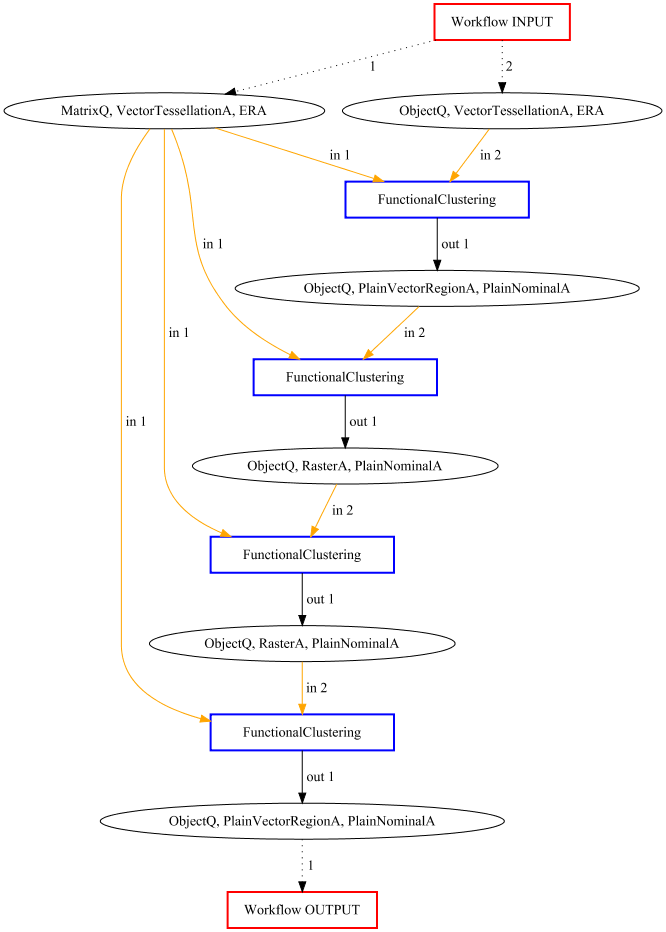 Workflow INPUT
1
2
MatrixQ, VectorTessellationA, ERA
ObjectQ, VectorTessellationA, ERA
in 1
in 2
FunctionalClustering
out 1
in 1
ObjectQ, PlainVectorRegionA, PlainNominalA
in 2
in 1
FunctionalClustering
out 1
in 1
ObjectQ, RasterA, PlainNominalA
in 2
FunctionalClustering
out 1
ObjectQ, RasterA, PlainNominalA
in 2
FunctionalClustering
out 1
ObjectQ, PlainVectorRegionA, PlainNominalA
1
Workflow OUTPUT